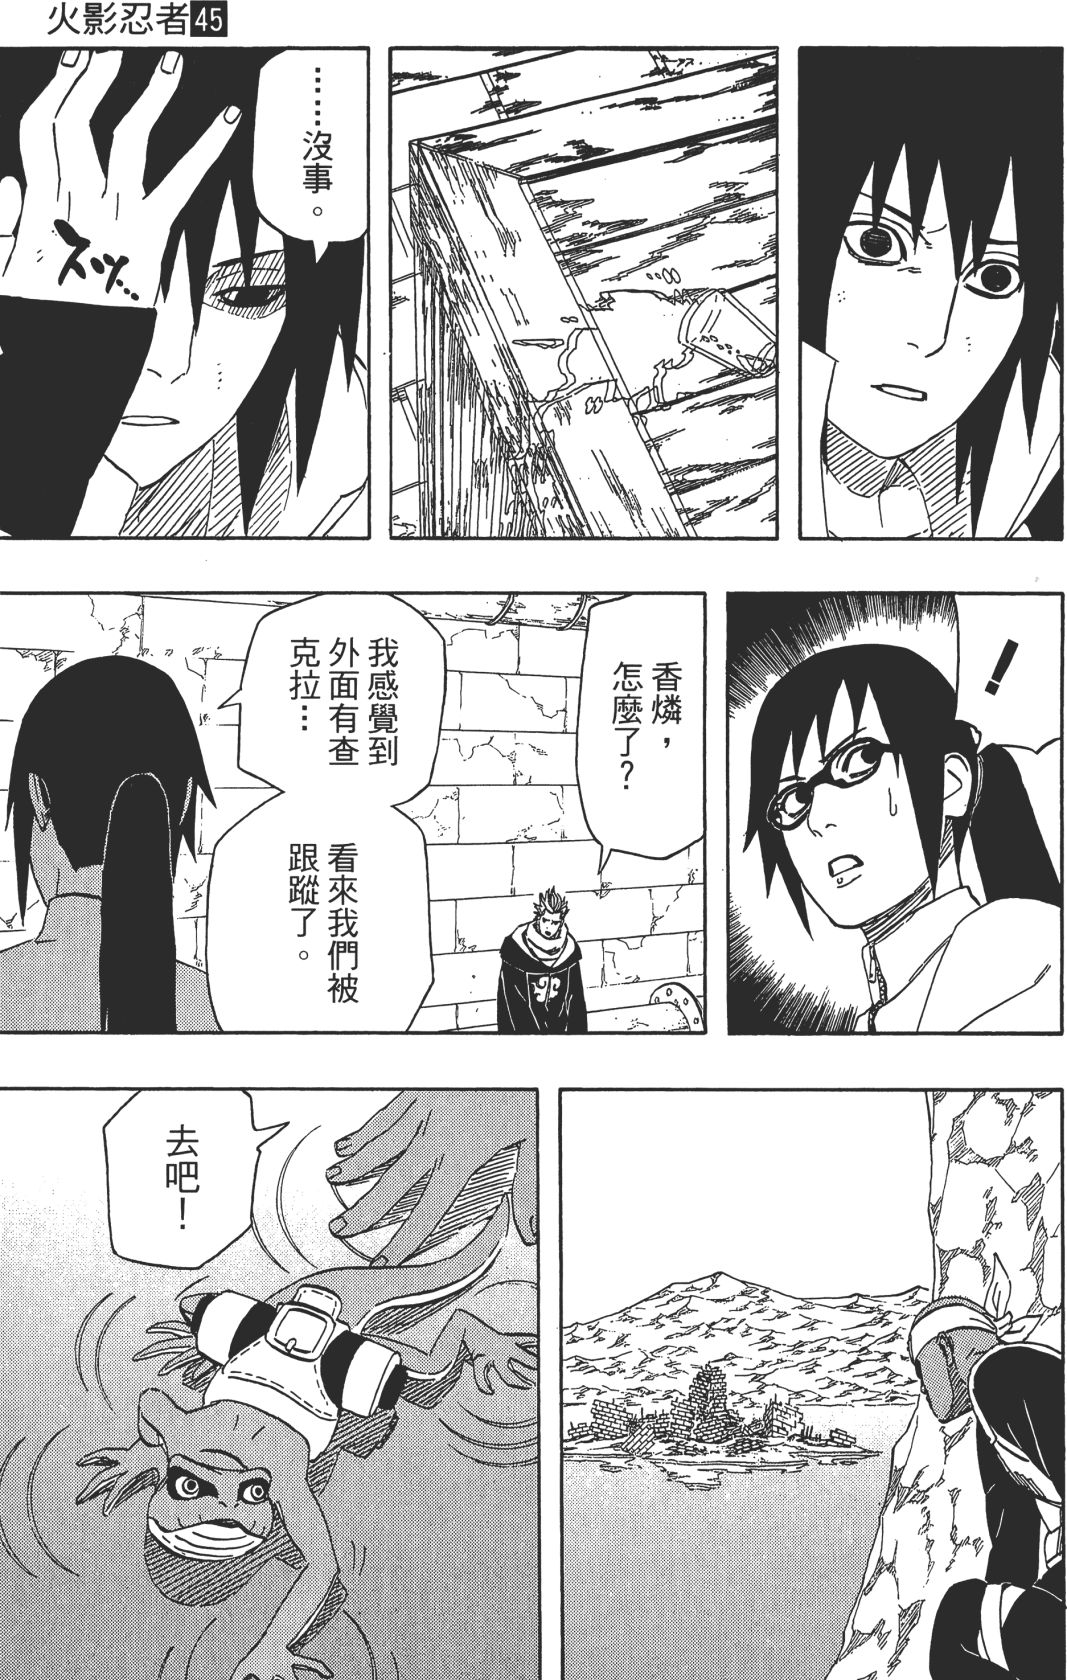 火影忍者45
……沒事。
スッ…
!
香燐，
怎麼了?
我感覺到
外面有查
克拉…
看來我們被
跟蹤了。
去吧!